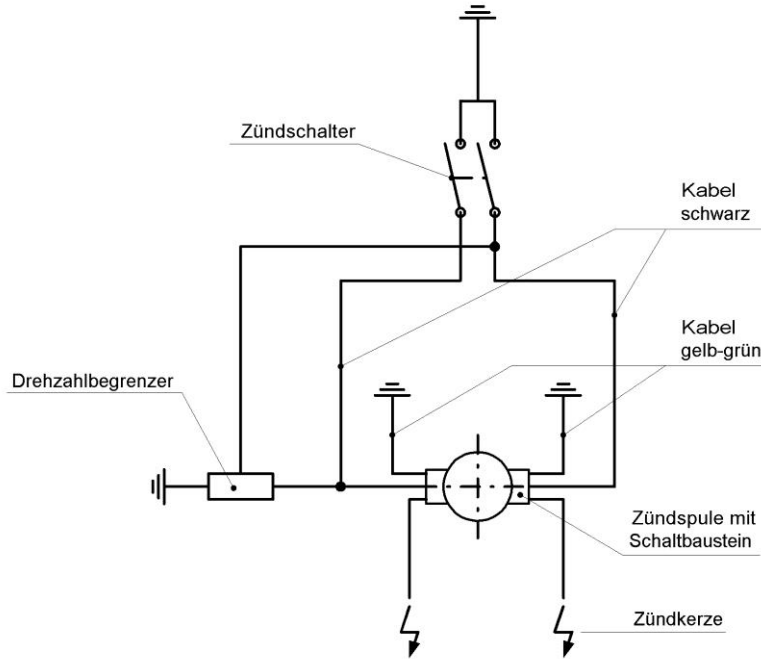 Zündschalter
Kabel
schwarz
Kabel
gelb-grün
Drehzahlbegrenzer
Zündspule mit
Schaltbaustein
Zündkerze